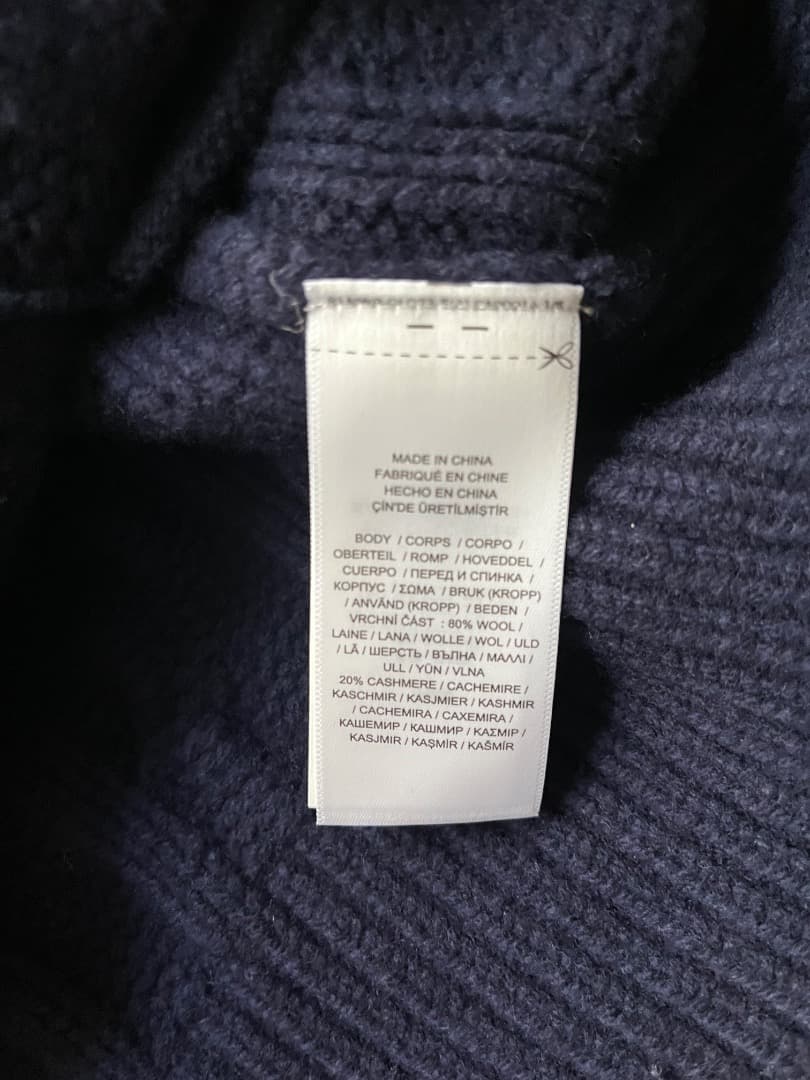 MADE IN CHINA
FABRIQUÉ EN CHINE
HECHO EN CHINA
ÇİN'DE ÜRETİLMİŞTİR
BODY / CORPS / CORPO /
OBERTEIL / ROMP / HOVEDDEL /
CUERPO / ПЕРЕД И СПИНКА /
КОРПУС / ΣΩΜΑ / BRUK (KROPP)
/ ANVÄND (KROPP) / BEDEN /
VRCHNÍ ČÁST : 80% WOOL /
LAINE / LANA / WOLLE / WOL / ULD
/ LÃ / ШЕРСТЬ / ВЪЛНА / ΜΑΛΛΙ /
ULL / YÜN / VLNA
20% CASHMERE / CACHEMIRE /
KASCHMIR / KASJMIER / KASHMIR
/ CACHEMIRA / CAXEMIRA /
КАШЕМИР / КАШМИР / ΚΑΣΜΙΡ /
KASJMIR / KAŞMİR / KAŠMÍR